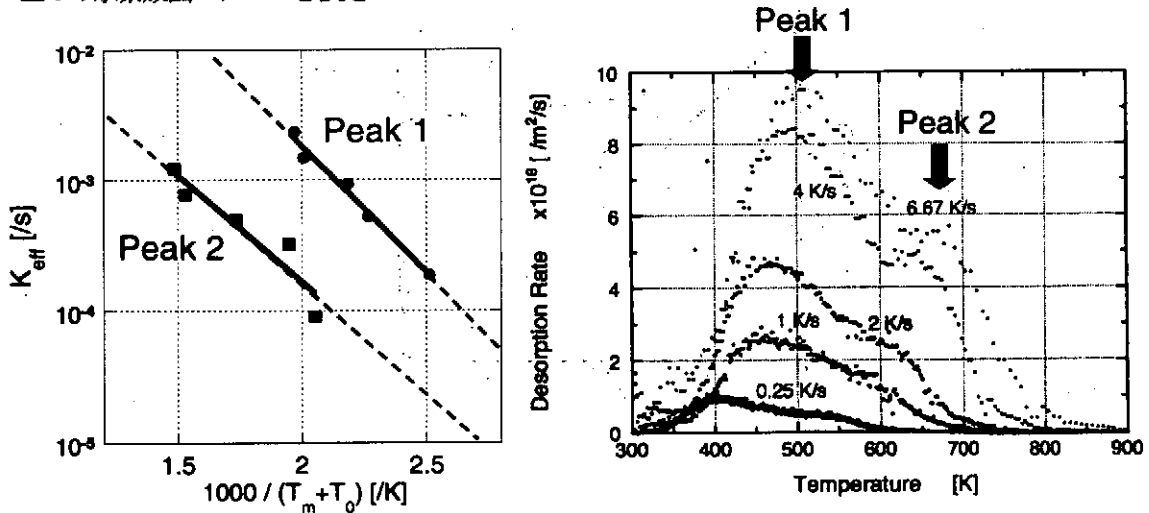 10⁻²
10⁻³
10⁻⁴
10⁻⁵
K_eff [/s]
Peak 1
Peak 2
1.5 2 2.5
1000 / (T_m+T_0) [/K]
Peak 1
Peak 2
10
8
6
4
2
0
Desorption Rate x10¹⁸ [ /m²/s]
4 K/s
6.67 K/s
1 K/s
2 K/s
0.25 K/s
300 400 500 600 700 800 900
Temperature [K]